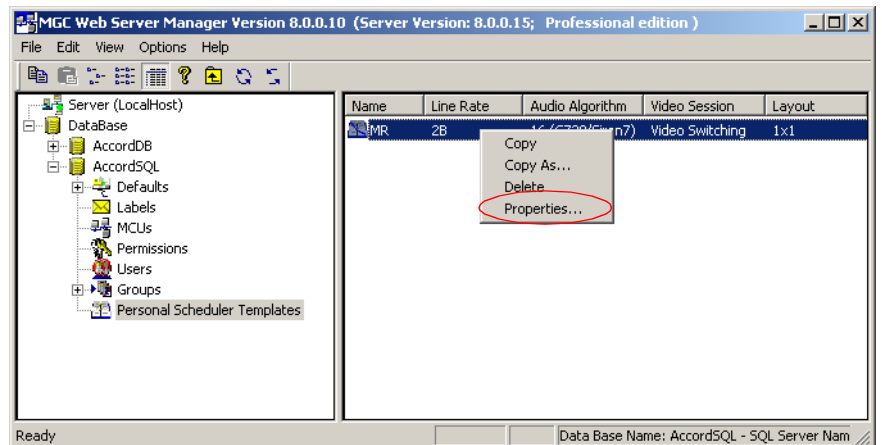 MGC Web Server Manager Version 8.0.0.10 (Server Version: 8.0.0.15; Professional edition )
File Edit View Options Help
Server (LocalHost)
DataBase
AccordDB
AccordSQL
Defaults
Labels
MCUs
Permissions
Users
Groups
Personal Scheduler Templates
Name Line Rate Audio Algorithm Video Session Layout
MR 2B Video Switching 1x1
Copy
Copy As...
Delete
Properties...
Ready
Data Base Name: AccordSQL - SQL Server Nam